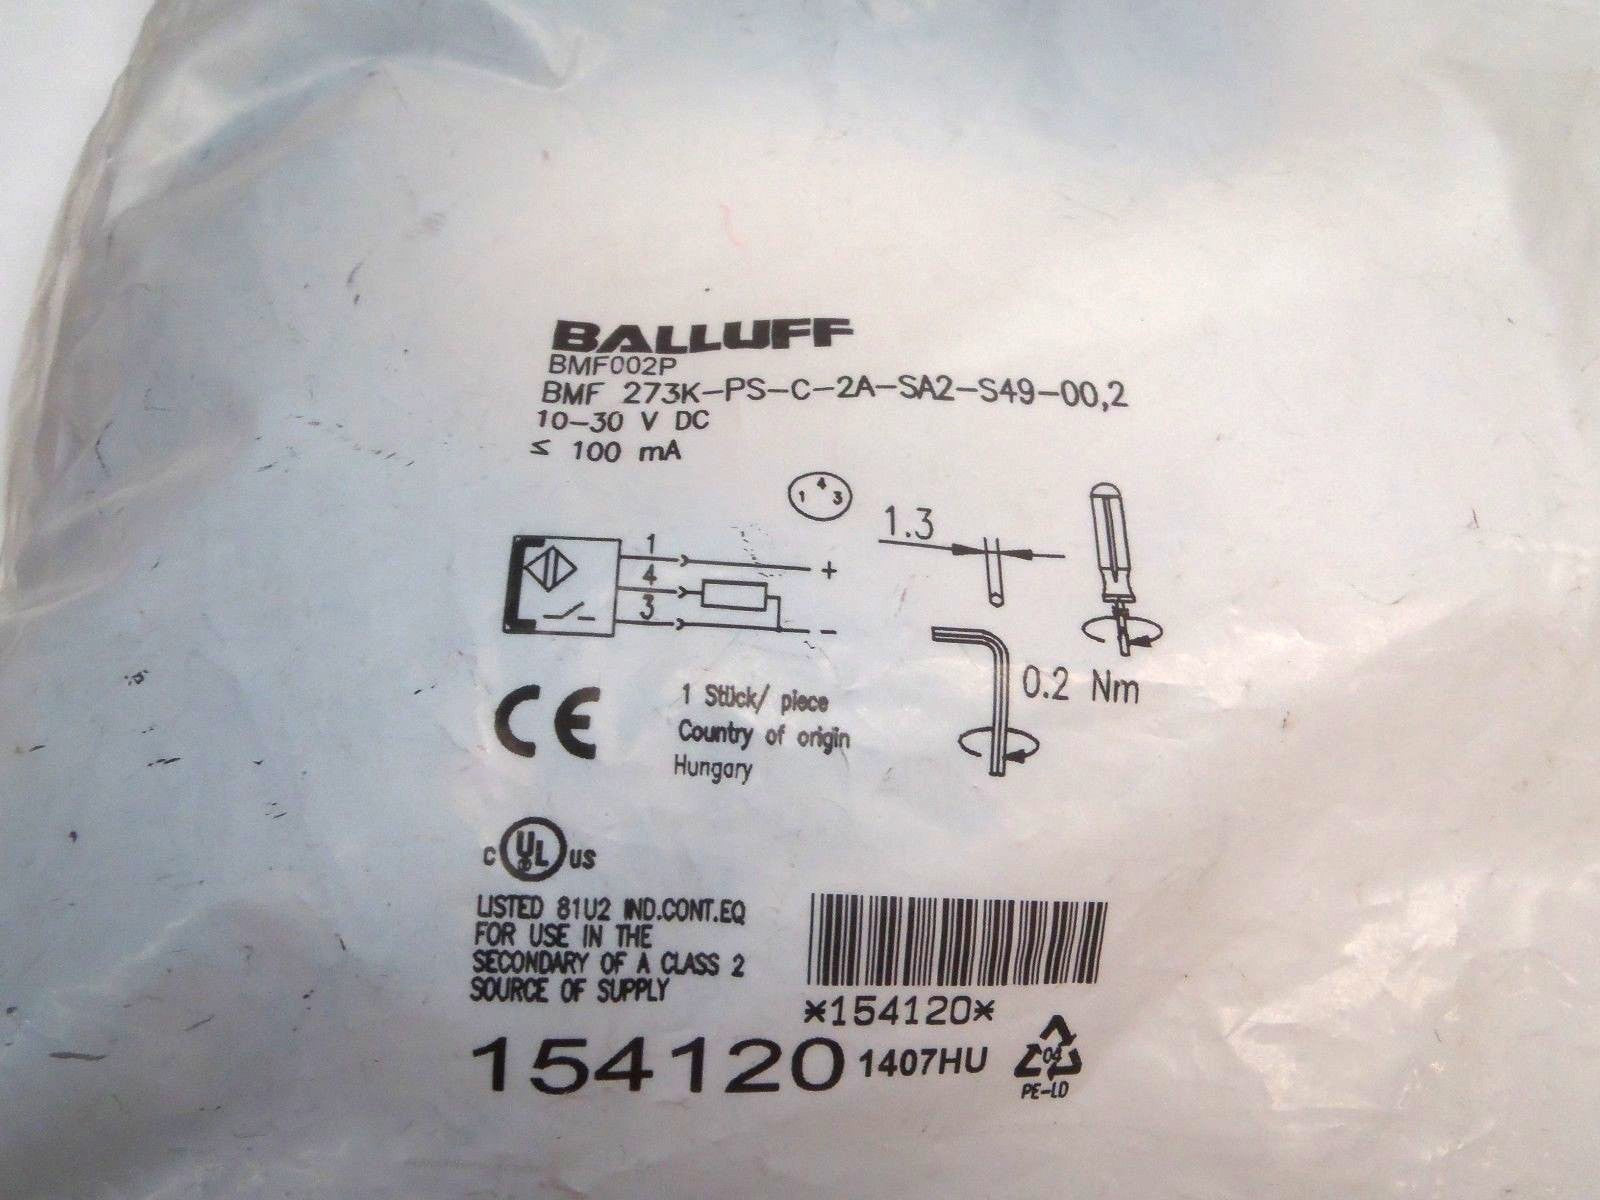 BALLUFF
BMF002P
BMF 273K-PS-C-2A-SA2-S49-00,2
10-30 V DC
≤ 100 mA
1 4 3
1.3
1
+
4
3
-
0.2 Nm
CE
1 Stück/ piece
Country of origin
Hungary
c UL us
LISTED 81U2 IND.CONT.EQ
FOR USE IN THE
SECONDARY OF A CLASS 2
SOURCE OF SUPPLY
*154120*
154120 1407HU
04
PE-LD